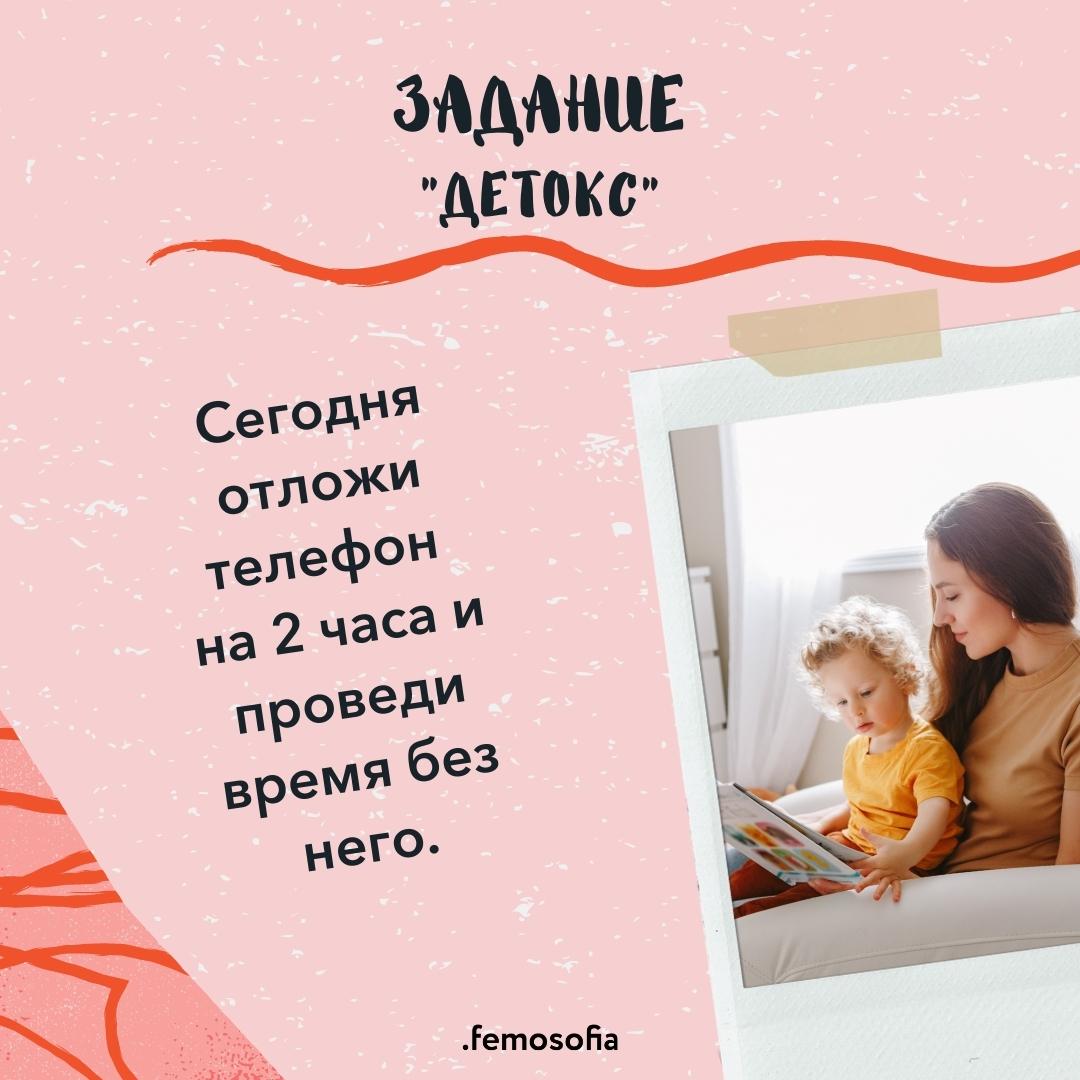 ЗАДАНИЕ
"ДЕТОКС"
Сегодня
отложи
телефон
на 2 часа и
проведи
время без
него.
.femosofia